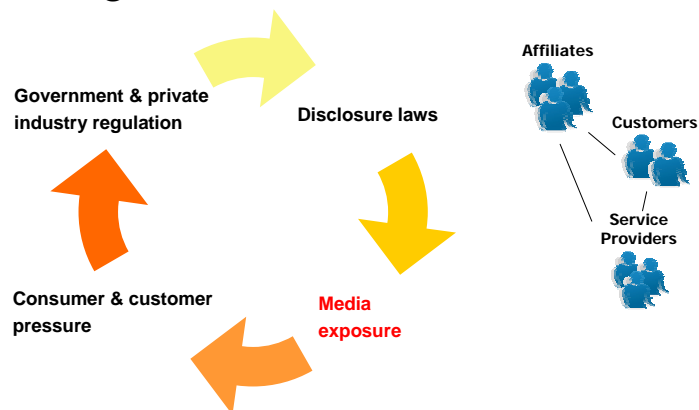 Government & private
industry regulation
Disclosure laws
Media
exposure
Consumer & customer
pressure
Affiliates
Customers
Service
Providers